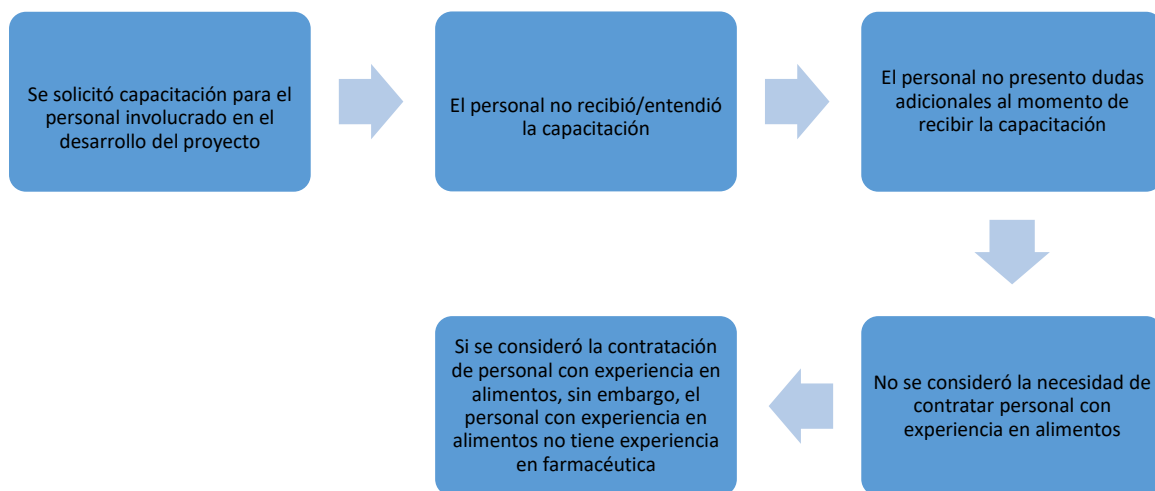 Se solicitó capacitación para el
personal involucrado en el
desarrollo del proyecto
El personal no recibió/entendió
la capacitación
El personal no presento dudas
adicionales al momento de
recibir la capacitación
No se consideró la necesidad de
contratar personal con
experiencia en alimentos
Si se consideró la contratación
de personal con experiencia en
alimentos, sin embargo, el
personal con experiencia en
alimentos no tiene experiencia
en farmacéutica